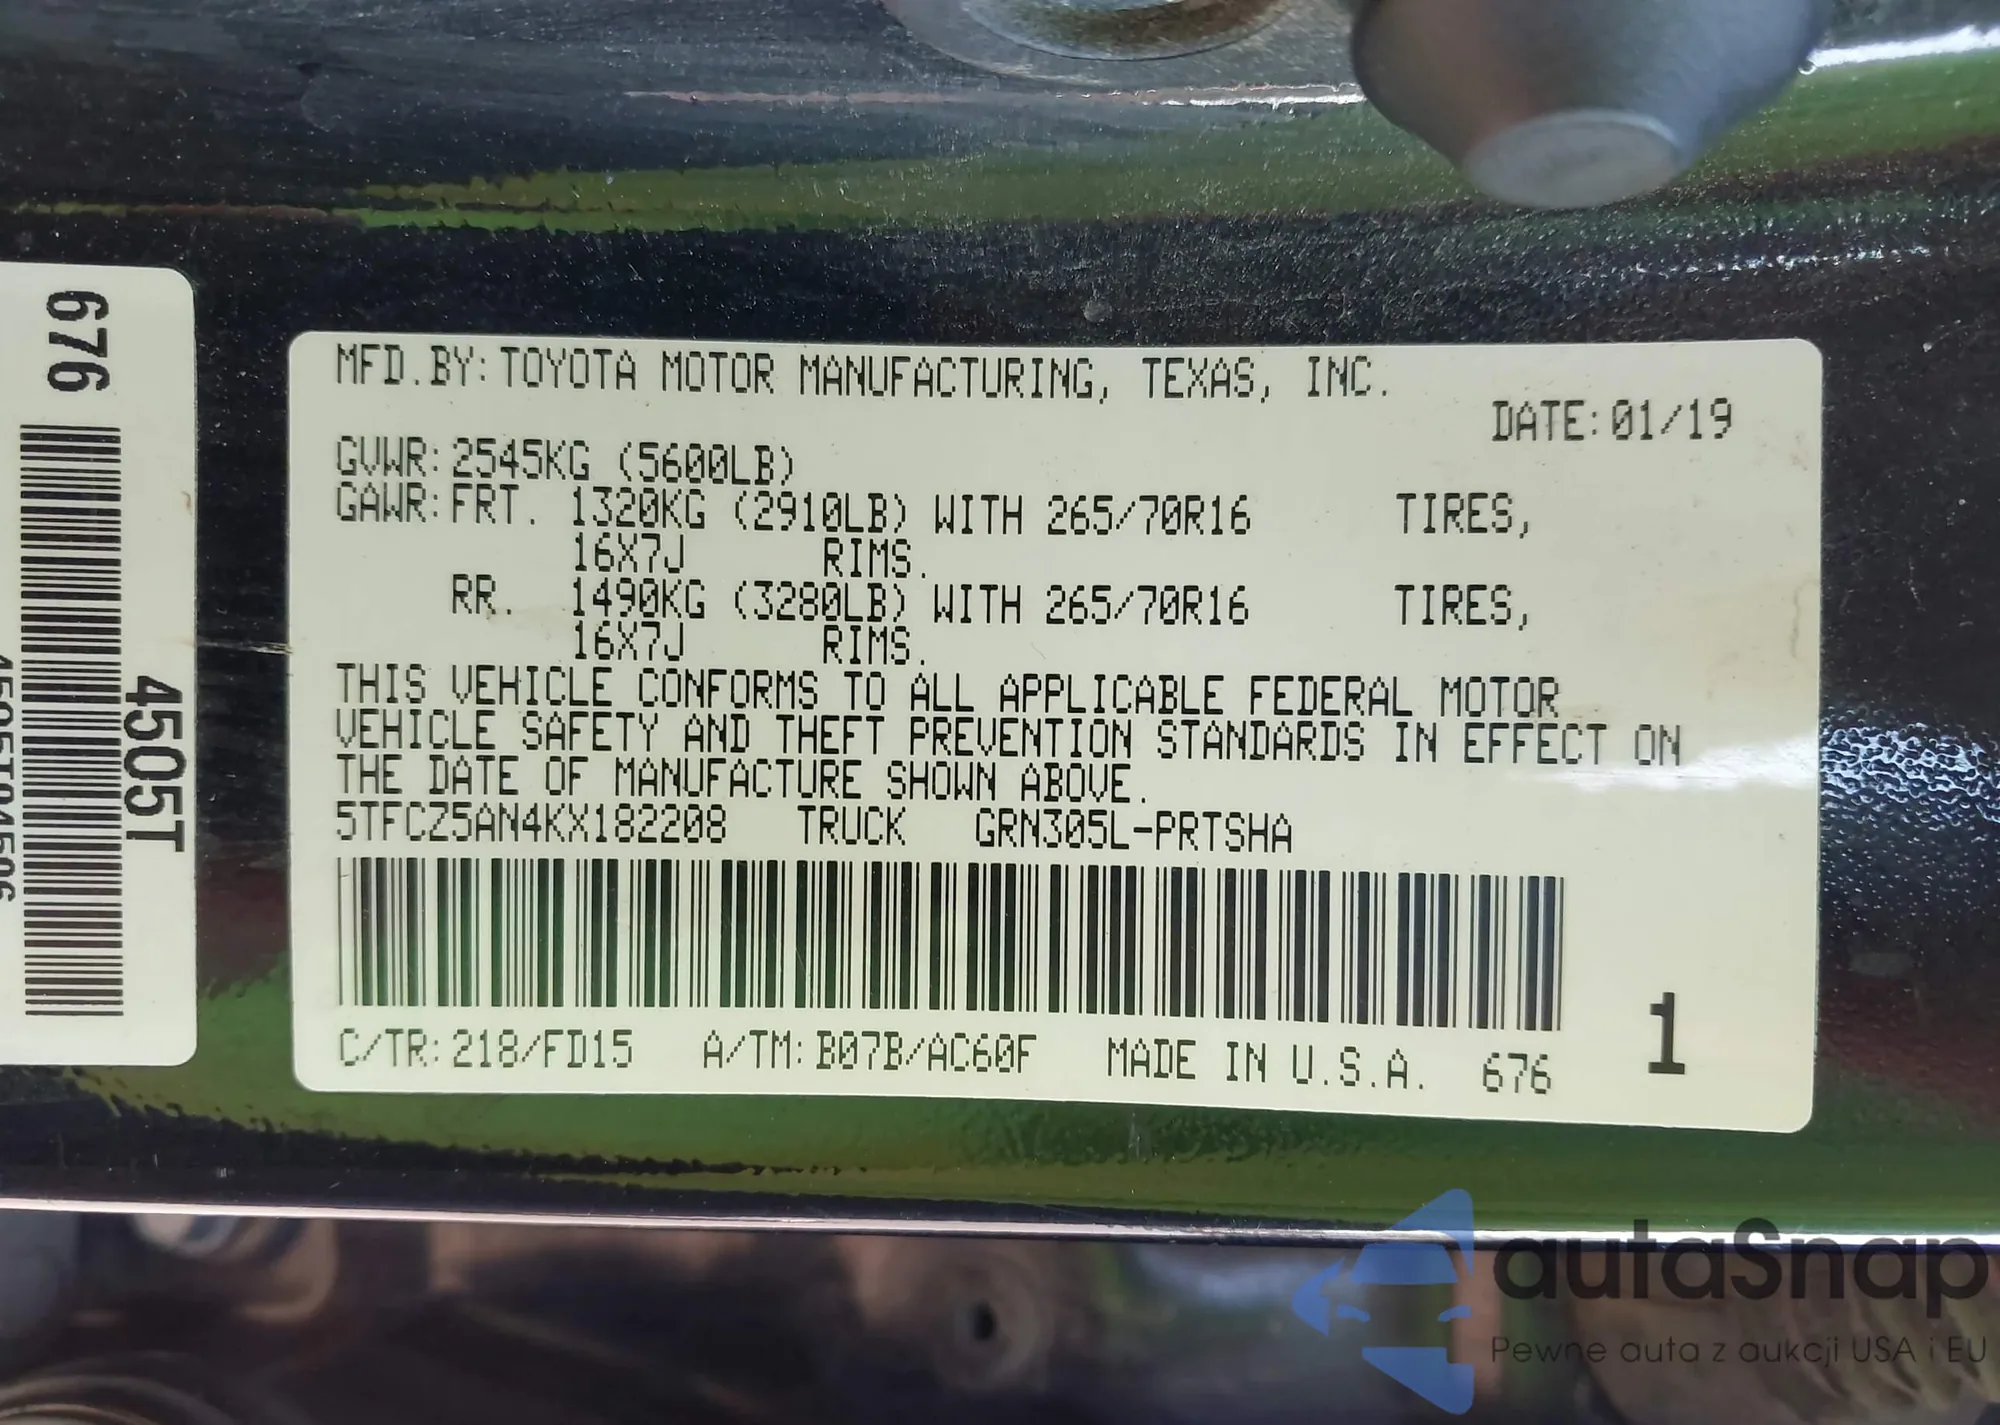 676
4505T
4505T04506
MFD.BY: TOYOTA MOTOR MANUFACTURING, TEXAS, INC.
DATE: 01/19
GVWR: 2545KG (5600LB)
GAWR: FRT. 1320KG (2910LB) WITH 265/70R16 TIRES,
16X7J RIMS.
RR. 1490KG (3280LB) WITH 265/70R16 TIRES,
16X7J RIMS.
THIS VEHICLE CONFORMS TO ALL APPLICABLE FEDERAL MOTOR
VEHICLE SAFETY AND THEFT PREVENTION STANDARDS IN EFFECT ON
THE DATE OF MANUFACTURE SHOWN ABOVE.
5TFCZ5AN4KX182208 TRUCK GRN305L-PRTSHA
C/TR: 218/FD15 A/TM: B07B/AC60F MADE IN U.S.A. 676
1
autaSnap
Pewne auta z aukcji USA i EU